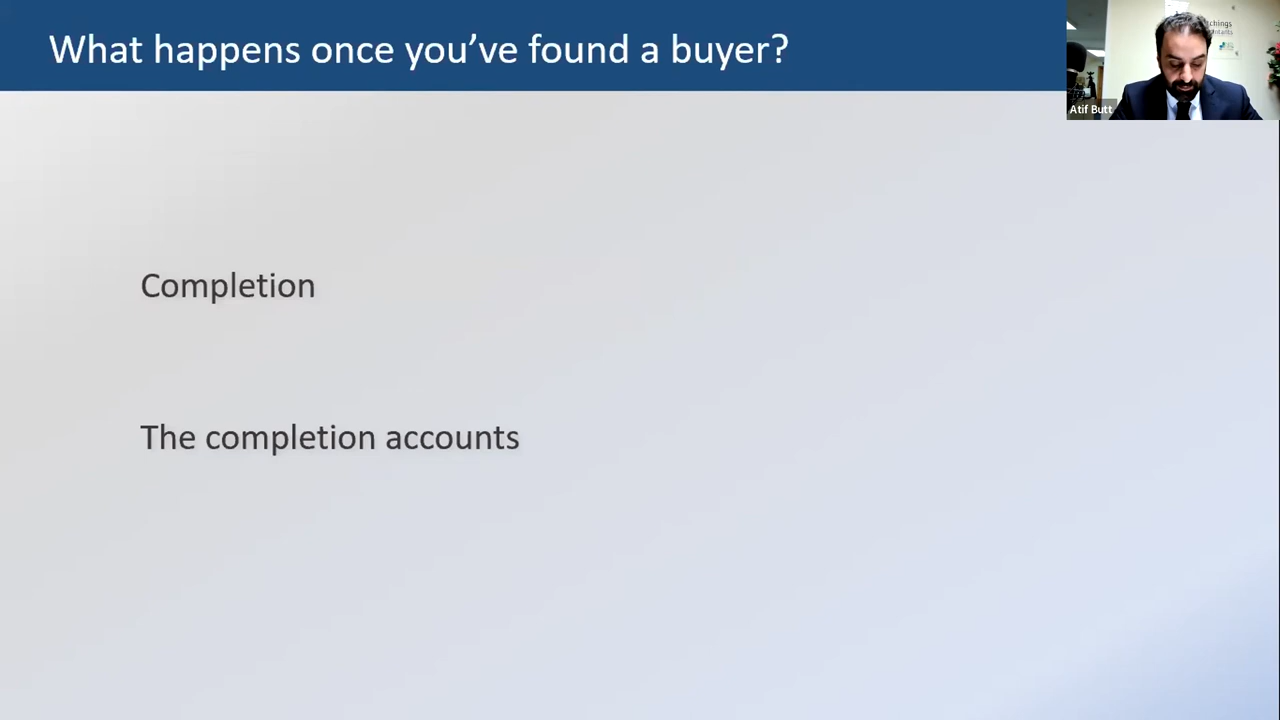 What happens once you’ve found a buyer?
Atif Butt
Completion
The completion accounts